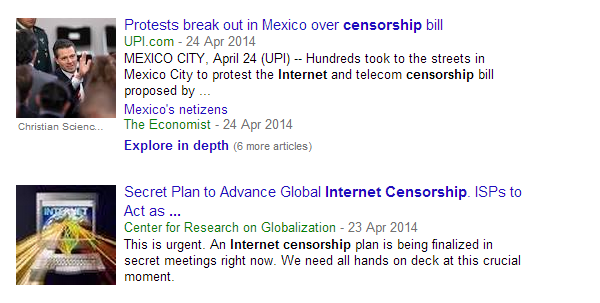 Protests break out in Mexico over censorship bill
UPI.com - 24 Apr 2014
MEXICO CITY, April 24 (UPI) -- Hundreds took to the streets in
Mexico City to protest the Internet and telecom censorship bill
proposed by ...
Mexico's netizens
The Economist - 24 Apr 2014
Explore in depth (6 more articles)
Christian Scienc...
Secret Plan to Advance Global Internet Censorship. ISPs to
Act as ...
Center for Research on Globalization - 23 Apr 2014
This is urgent. An Internet censorship plan is being finalized in
secret meetings right now. We need all hands on deck at this crucial
moment.
INTERNET